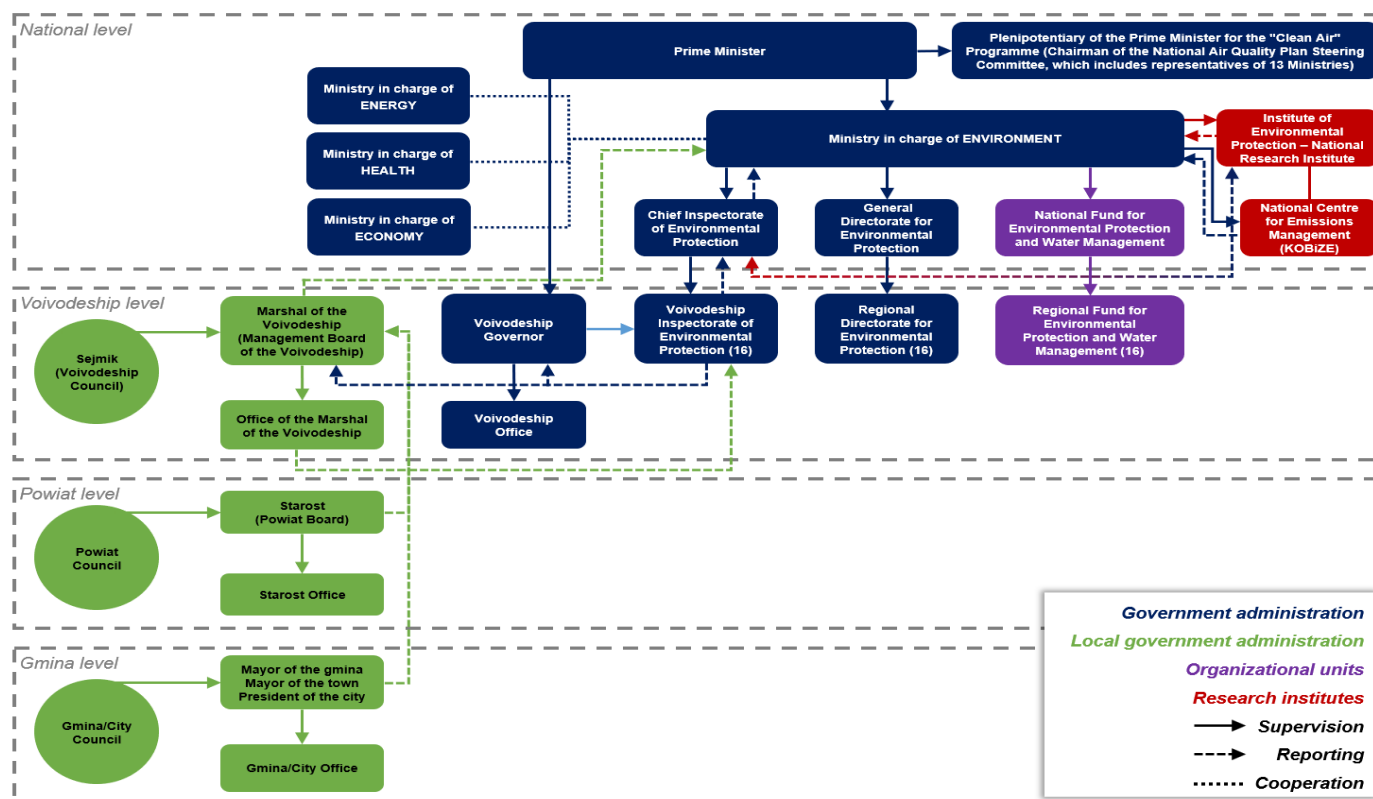 National level
Prime Minister
Plenipotentiary of the Prime Minister for the "Clean Air"
Programme (Chairman of the National Air Quality Plan Steering
Committee, which includes representatives of 13 Ministries)
Ministry in charge of
ENERGY
Ministry in charge of
HEALTH
Ministry in charge of
ECONOMY
Ministry in charge of ENVIRONMENT
Institute of
Environmental
Protection – National
Research Institute
Chief Inspectorate
of Environmental
Protection
General
Directorate for
Environmental
Protection
National Fund for
Environmental Protection
and Water Management
National Centre
for Emissions
Management
(KOBiZE)
Voivodeship level
Sejmik
(Voivodeship
Council)
Marshal of the
Voivodeship
(Management Board
of the Voivodeship)
Voivodeship
Governor
Voivodeship
Inspectorate of
Environmental
Protection (16)
Regional
Directorate for
Environmental
Protection (16)
Regional Fund for
Environmental
Protection and Water
Management (16)
Office of the Marshal
of the Voivodeship
Voivodeship
Office
Powiat level
Powiat
Council
Starost
(Powiat Board)
Starost Office
Gmina level
Gmina/City
Council
Mayor of the gmina
Mayor of the town
President of the city
Gmina/City Office
Government administration
Local government administration
Organizational units
Research institutes
Supervision
Reporting
Cooperation